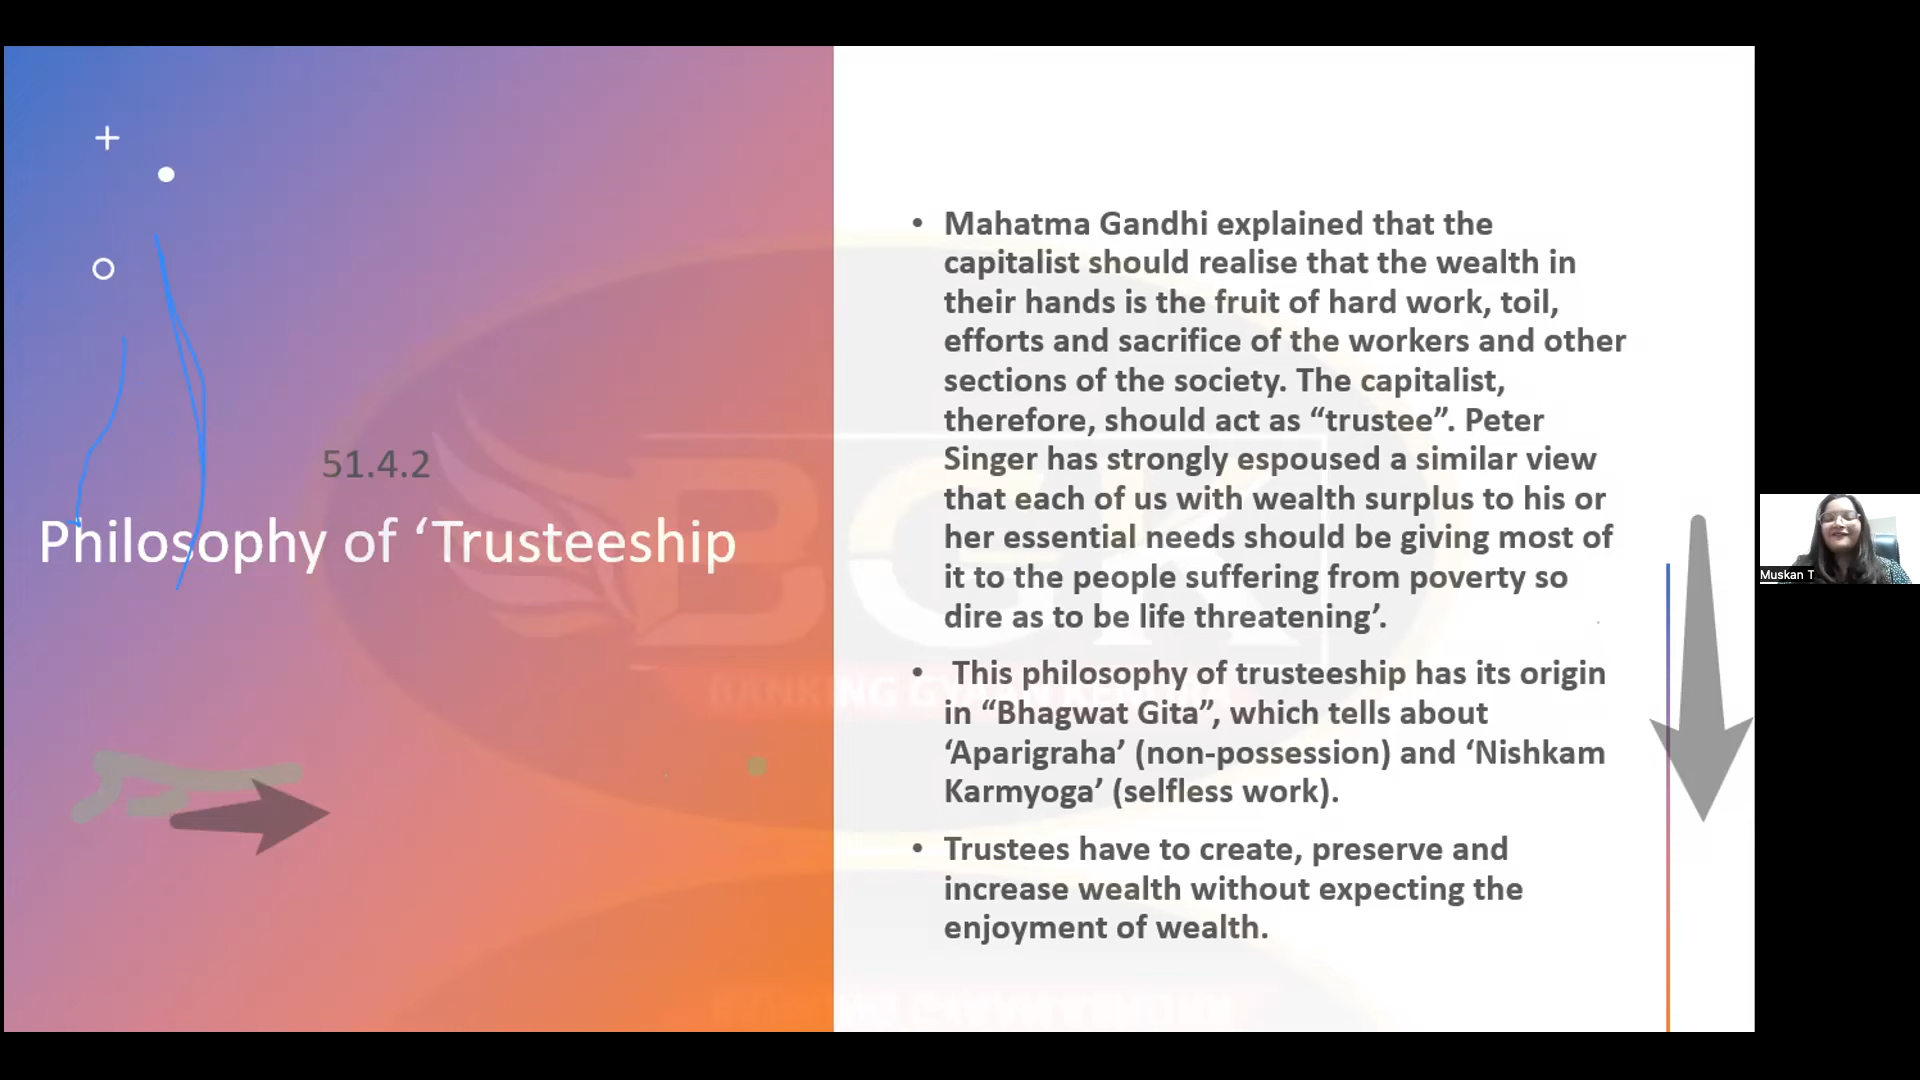 51.4.2
Philosophy of ‘Trusteeship
• Mahatma Gandhi explained that the
capitalist should realise that the wealth in
their hands is the fruit of hard work, toil,
efforts and sacrifice of the workers and other
sections of the society. The capitalist,
therefore, should act as “trustee”. Peter
Singer has strongly espoused a similar view
that each of us with wealth surplus to his or
her essential needs should be giving most of
it to the people suffering from poverty so
dire as to be life threatening’.
• This philosophy of trusteeship has its origin
in “Bhagwat Gita”, which tells about
‘Aparigraha’ (non-possession) and ‘Nishkam
Karmyoga’ (selfless work).
• Trustees have to create, preserve and
increase wealth without expecting the
enjoyment of wealth.
BGK
BANKING GYAAN KENDRA
Muskan T